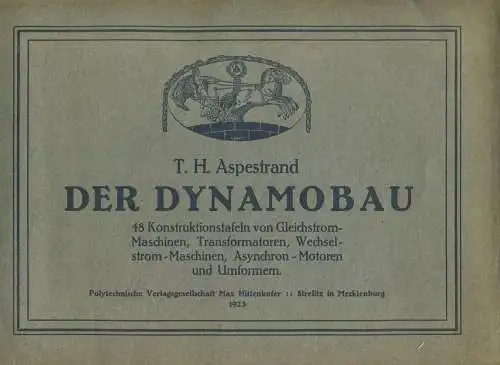 T. H. Aspestrand
DER DYNAMOBAU
48 Konstruktionstafeln von Gleichstrom-
Maschinen, Transformatoren, Wechsel-
strom-Maschinen, Asynchron-Motoren
und Umformern.
Polytechnische Verlagsgesellschaft Max Hittenkofer :: Strelitz in Mecklenburg
1923